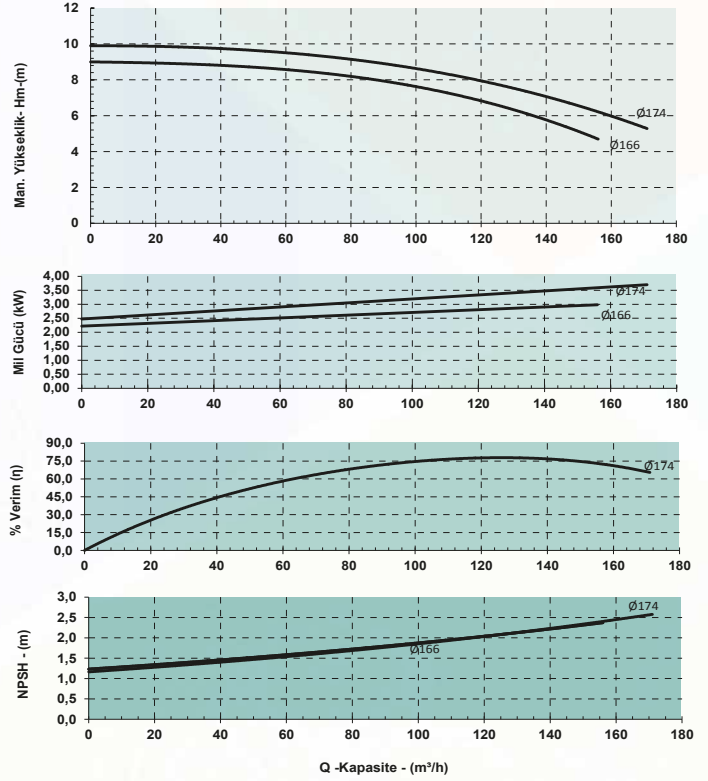 Man. Yükseklik- Hm-(m)
12
10
8
6
4
2
0
Ø174
Ø166
0 20 40 60 80 100 120 140 160 180
Mil Gücü (kW)
4,00
3,50
3,00
2,50
2,00
1,50
1,00
0,50
0,00
Ø174
Ø166
0 20 40 60 80 100 120 140 160 180
% Verim (η)
90,0
75,0
60,0
45,0
30,0
15,0
0,0
Ø174
0 20 40 60 80 100 120 140 160 180
NPSH - (m)
3,0
2,5
2,0
1,5
1,0
0,5
0,0
Ø174
Ø166
0 20 40 60 80 100 120 140 160 180
Q -Kapasite - (m³/h)